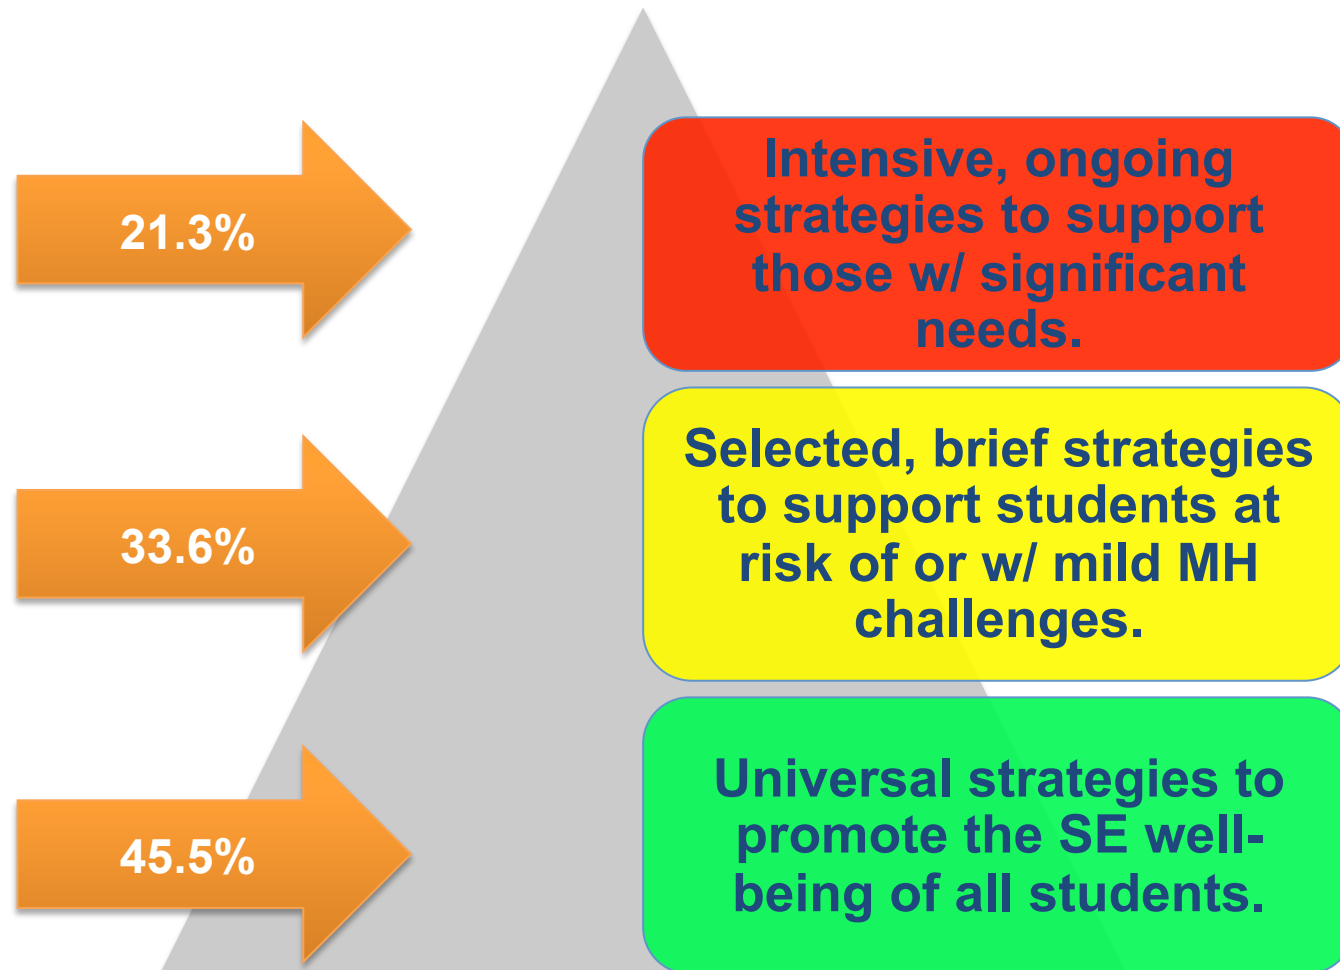 21.3%
Intensive, ongoing
strategies to support
those w/ significant
needs.
33.6%
Selected, brief strategies
to support students at
risk of or w/ mild MH
challenges.
45.5%
Universal strategies to
promote the SE well-
being of all students.